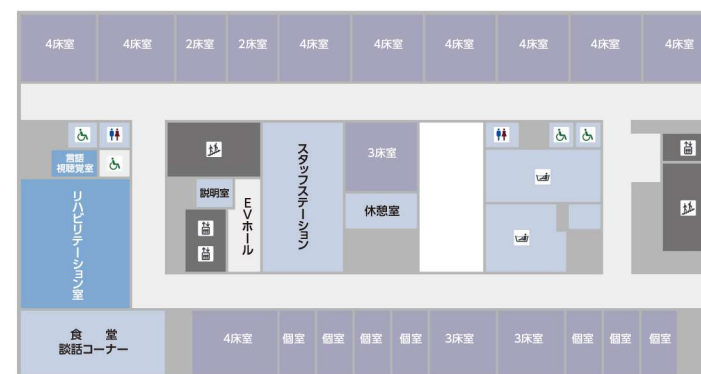 4床室
4床室
2床室
2床室
4床室
4床室
4床室
4床室
4床室
4床室
言語
視聴覚室
リハビリテーション室
説明室
EVホール
スタッフステーション
3床室
休憩室
食　堂
談話コーナー
4床室
個室
個室
個室
個室
3床室
3床室
個室
個室
個室